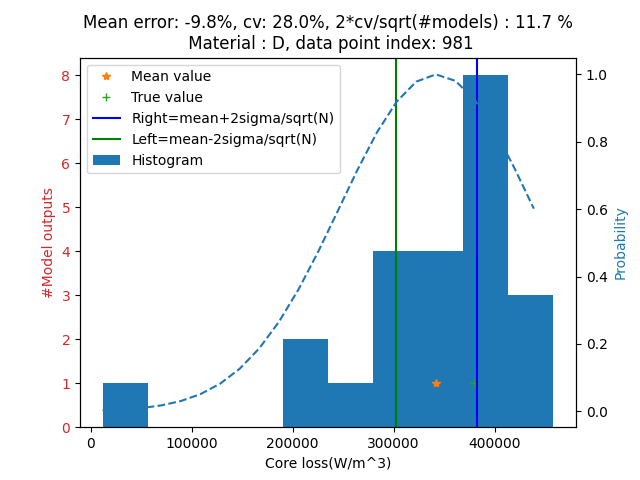 Mean error: -9.8%, cv: 28.0%, 2*cv/sqrt(#models) : 11.7 %
Material : D, data point index: 981
Mean value
True value
Right=mean+2sigma/sqrt(N)
Left=mean-2sigma/sqrt(N)
Histogram
#Model outputs
8
7
6
5
4
3
2
1
0
1.0
0.8
0.6
0.4
0.2
0.0
Probability
0
100000
200000
300000
400000
Core loss(W/m^3)